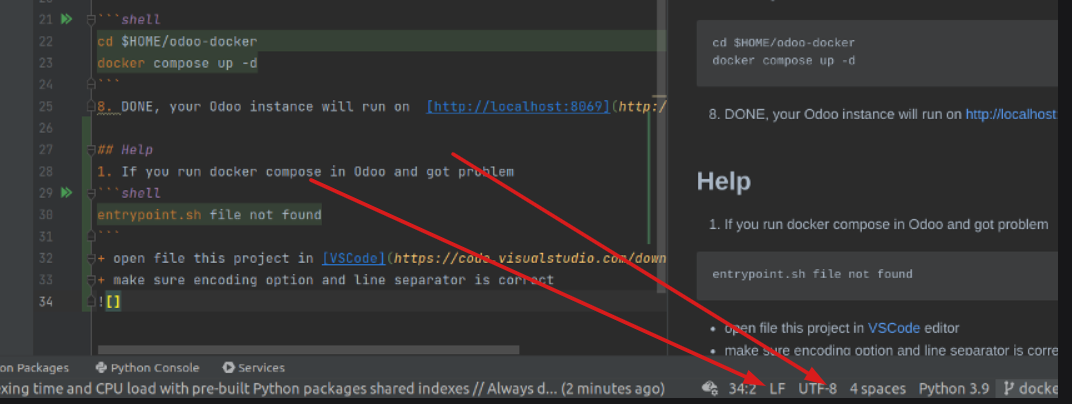 21 ```shell
22 cd $HOME/odoo-docker
23 docker compose up -d
24 ```
25 8. DONE, your Odoo instance will run on [http://localhost:8069](http:/
26
27 ## Help
28 1. If you run docker compose in Odoo and got problem
29 ```shell
30 entrypoint.sh file not found
31 ```
32 + open file this project in [VSCode](https://code.visualstudio.com/down
33 + make sure encoding option and line separator is correct
34 ![]
cd $HOME/odoo-docker
docker compose up -d
8. DONE, your Odoo instance will run on http://localhost:
Help
1. If you run docker compose in Odoo and got problem
entrypoint.sh file not found
• open file this project in VSCode editor
• make sure encoding option and line separator is corre
on Packages Python Console Services
exing time and CPU load with pre-built Python packages shared indexes // Always d... (2 minutes ago) 34:2 LF UTF-8 4 spaces Python 3.9 docke